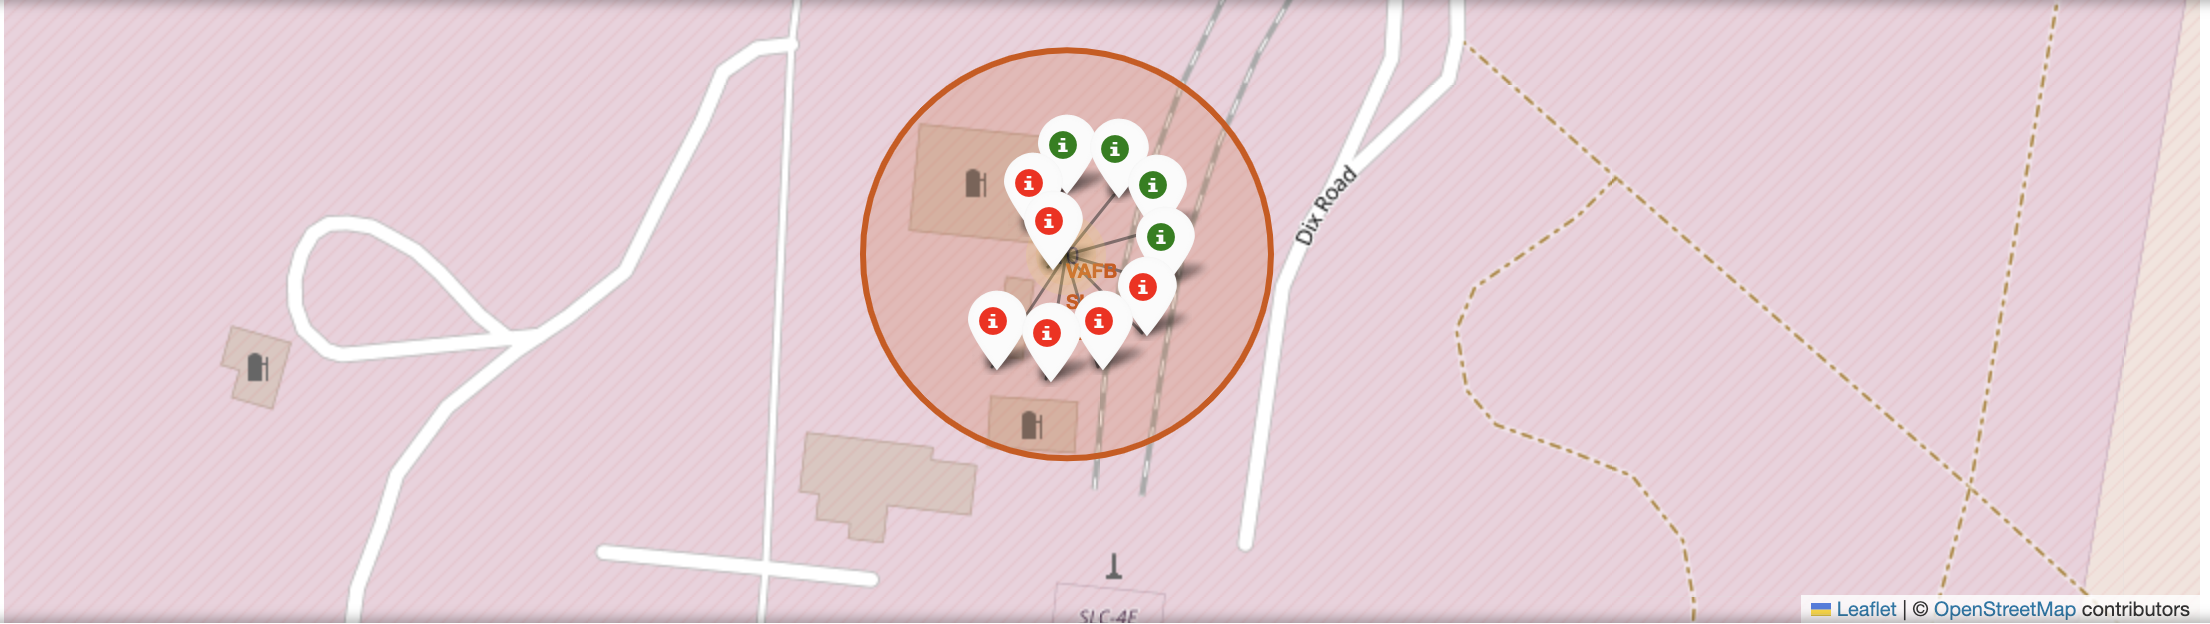 Dix Road
VAFB
SLC-4E
Leaflet | © OpenStreetMap contributors